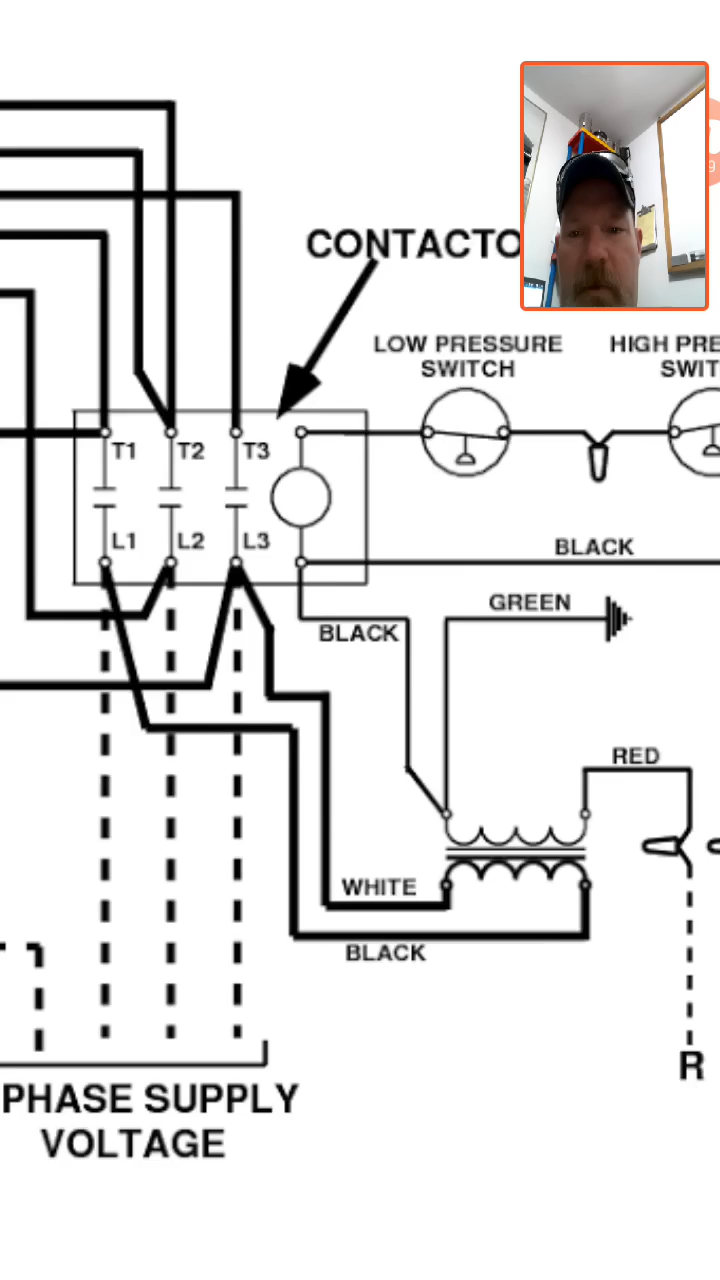 CONTACTO
LOW PRESSURE
SWITCH
HIGH PRE
SWIT
T1
T2
T3
L1
L2
L3
BLACK
GREEN
BLACK
RED
WHITE
BLACK
R
PHASE SUPPLY
VOLTAGE